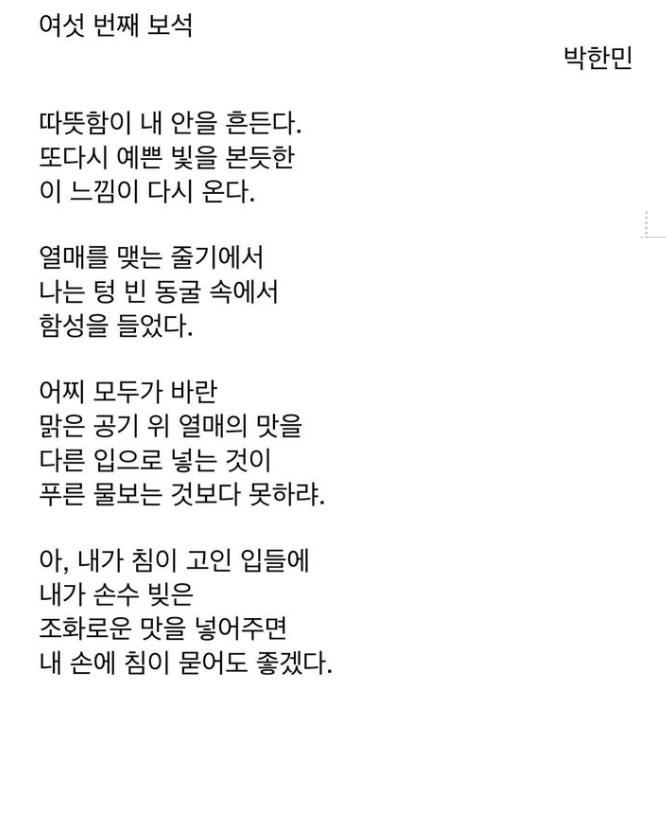 여섯 번째 보석
박한민
따뜻함이 내 안을 흔든다.
또다시 예쁜 빛을 본듯한
이 느낌이 다시 온다.
열매를 맺는 줄기에서
나는 텅 빈 동굴 속에서
함성을 들었다.
어찌 모두가 바란
맑은 공기 위 열매의 맛을
다른 입으로 넣는 것이
푸른 물보는 것보다 못하랴.
아, 내가 침이 고인 입들에
내가 손수 빚은
조화로운 맛을 넣어주면
내 손에 침이 묻어도 좋겠다.